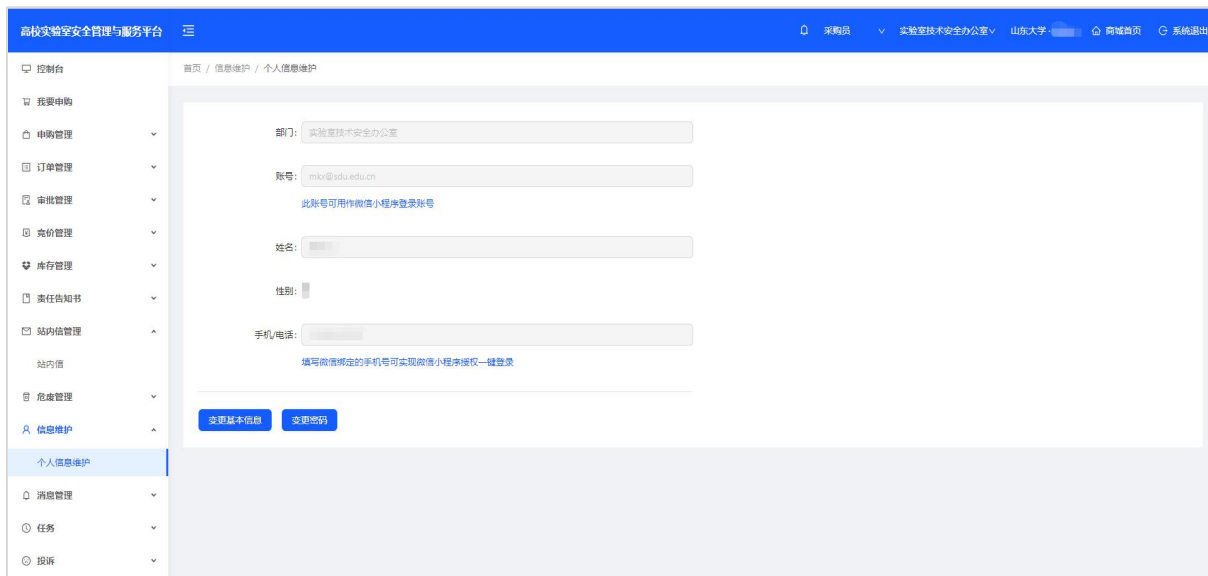 高校实验室安全管理与服务平台
采购员
实验室技术安全办公室
山东大学·
商城首页
系统退出
首页 / 信息维护 / 个人信息维护
控制台
我要申购
申购管理
订单管理
审批管理
竞价管理
库存管理
责任告知书
站内信管理
站内信
危废管理
信息维护
个人信息维护
消息管理
任务
投诉
部门: 实验室技术安全办公室
账号: mkx@sdu.edu.cn
此账号可用作微信小程序登录账号
姓名:
性别:
手机/电话:
填写微信绑定的手机号可实现微信小程序授权一键登录
变更基本信息
变更密码